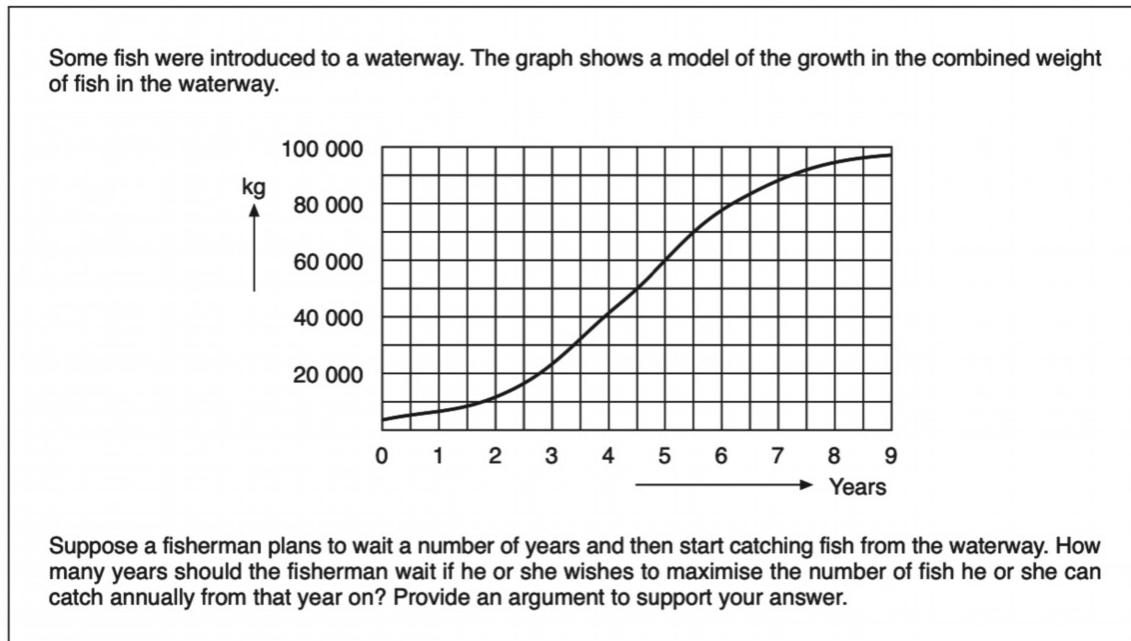 Some fish were introduced to a waterway. The graph shows a model of the growth in the combined weight
of fish in the waterway.
100 000
kg
80 000
60 000
40 000
20 000
0 1 2 3 4 5 6 7 8 9
Years
Suppose a fisherman plans to wait a number of years and then start catching fish from the waterway. How
many years should the fisherman wait if he or she wishes to maximise the number of fish he or she can
catch annually from that year on? Provide an argument to support your answer.